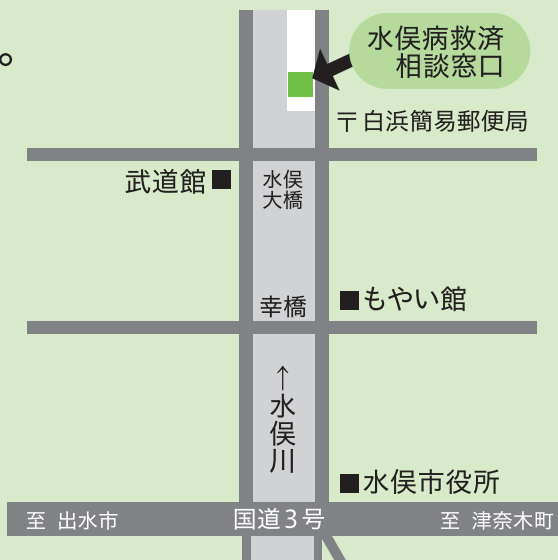 。
水俣病救済
相談窓口
〒白浜簡易郵便局
武道館
水俣
大橋
もやい館
幸橋
↑水俣川
水俣市役所
至 出水市
国道3号
至 津奈木町